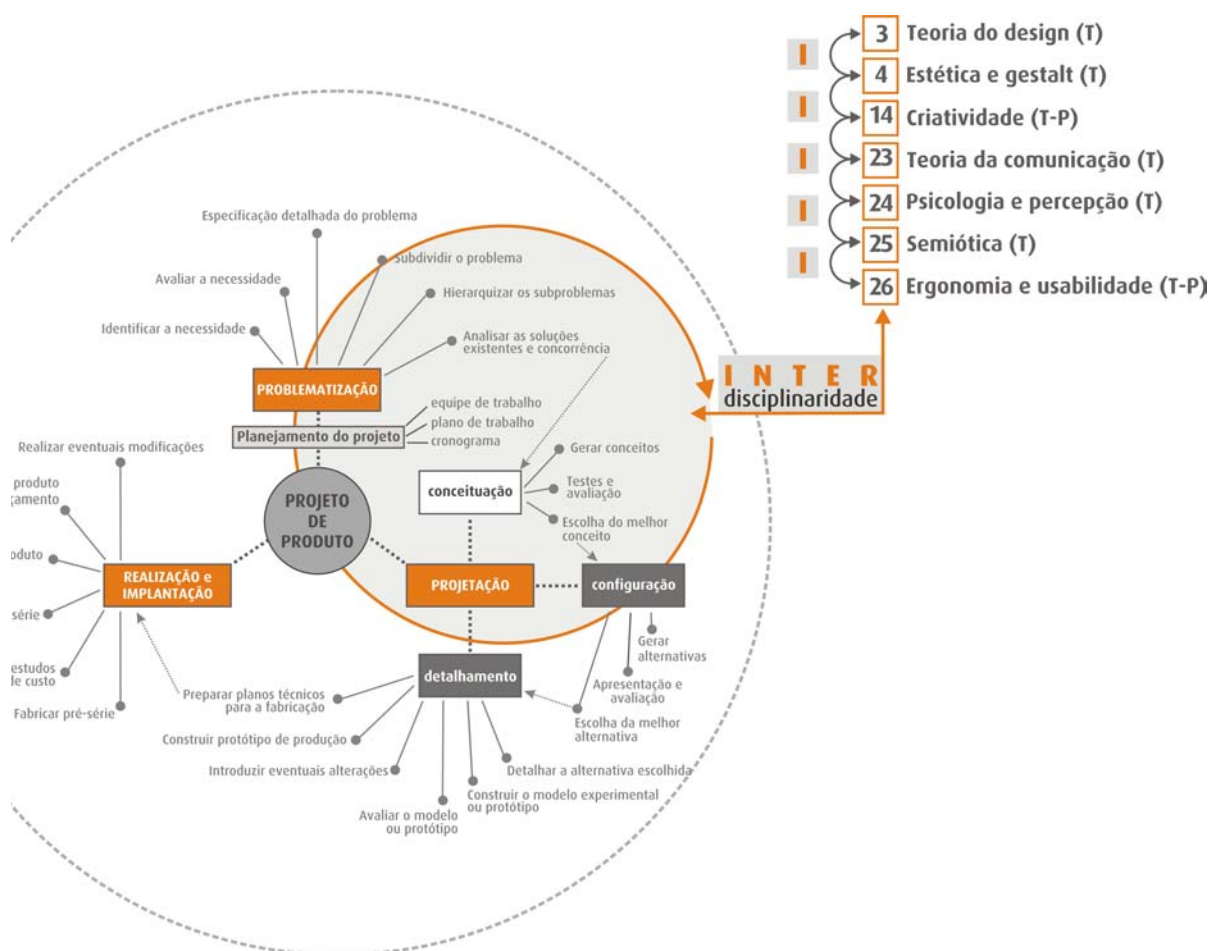 3 Teoria do design (T)
I
4 Estética e gestalt (T)
I
14 Criatividade (T-P)
I
23 Teoria da comunicação (T)
I
24 Psicologia e percepção (T)
25 Semiótica (T)
I
26 Ergonomia e usabilidade (T-P)
INTER
disciplinaridade
Especificação detalhada do problema
Subdividir o problema
Avaliar a necessidade
Hierarquizar os subproblemas
Identificar a necessidade
Analisar as soluções
existentes e concorrência
PROBLEMATIZAÇÃO
equipe de trabalho
plano de trabalho
cronograma
Planejamento do projeto
Realizar eventuais modificações
Gerar conceitos
produto
conceituação
Testes e
avaliação
PROJETO
DE
PRODUTO
Escolha do melhor
conceito
REALIZAÇÃO e
IMPLANTAÇÃO
PROJETAÇÃO
configuração
série
Gerar
alternativas
estudos
de custo
detalhamento
Apresentação e
avaliação
Preparar planos técnicos
para a fabricação
Fabricar pré-série
Escolha da melhor
alternativa
Construir protótipo de produção
Introduzir eventuais alterações
Detalhar a alternativa escolhida
Construir o modelo experimental
ou protótipo
Avaliar o modelo
ou protótipo